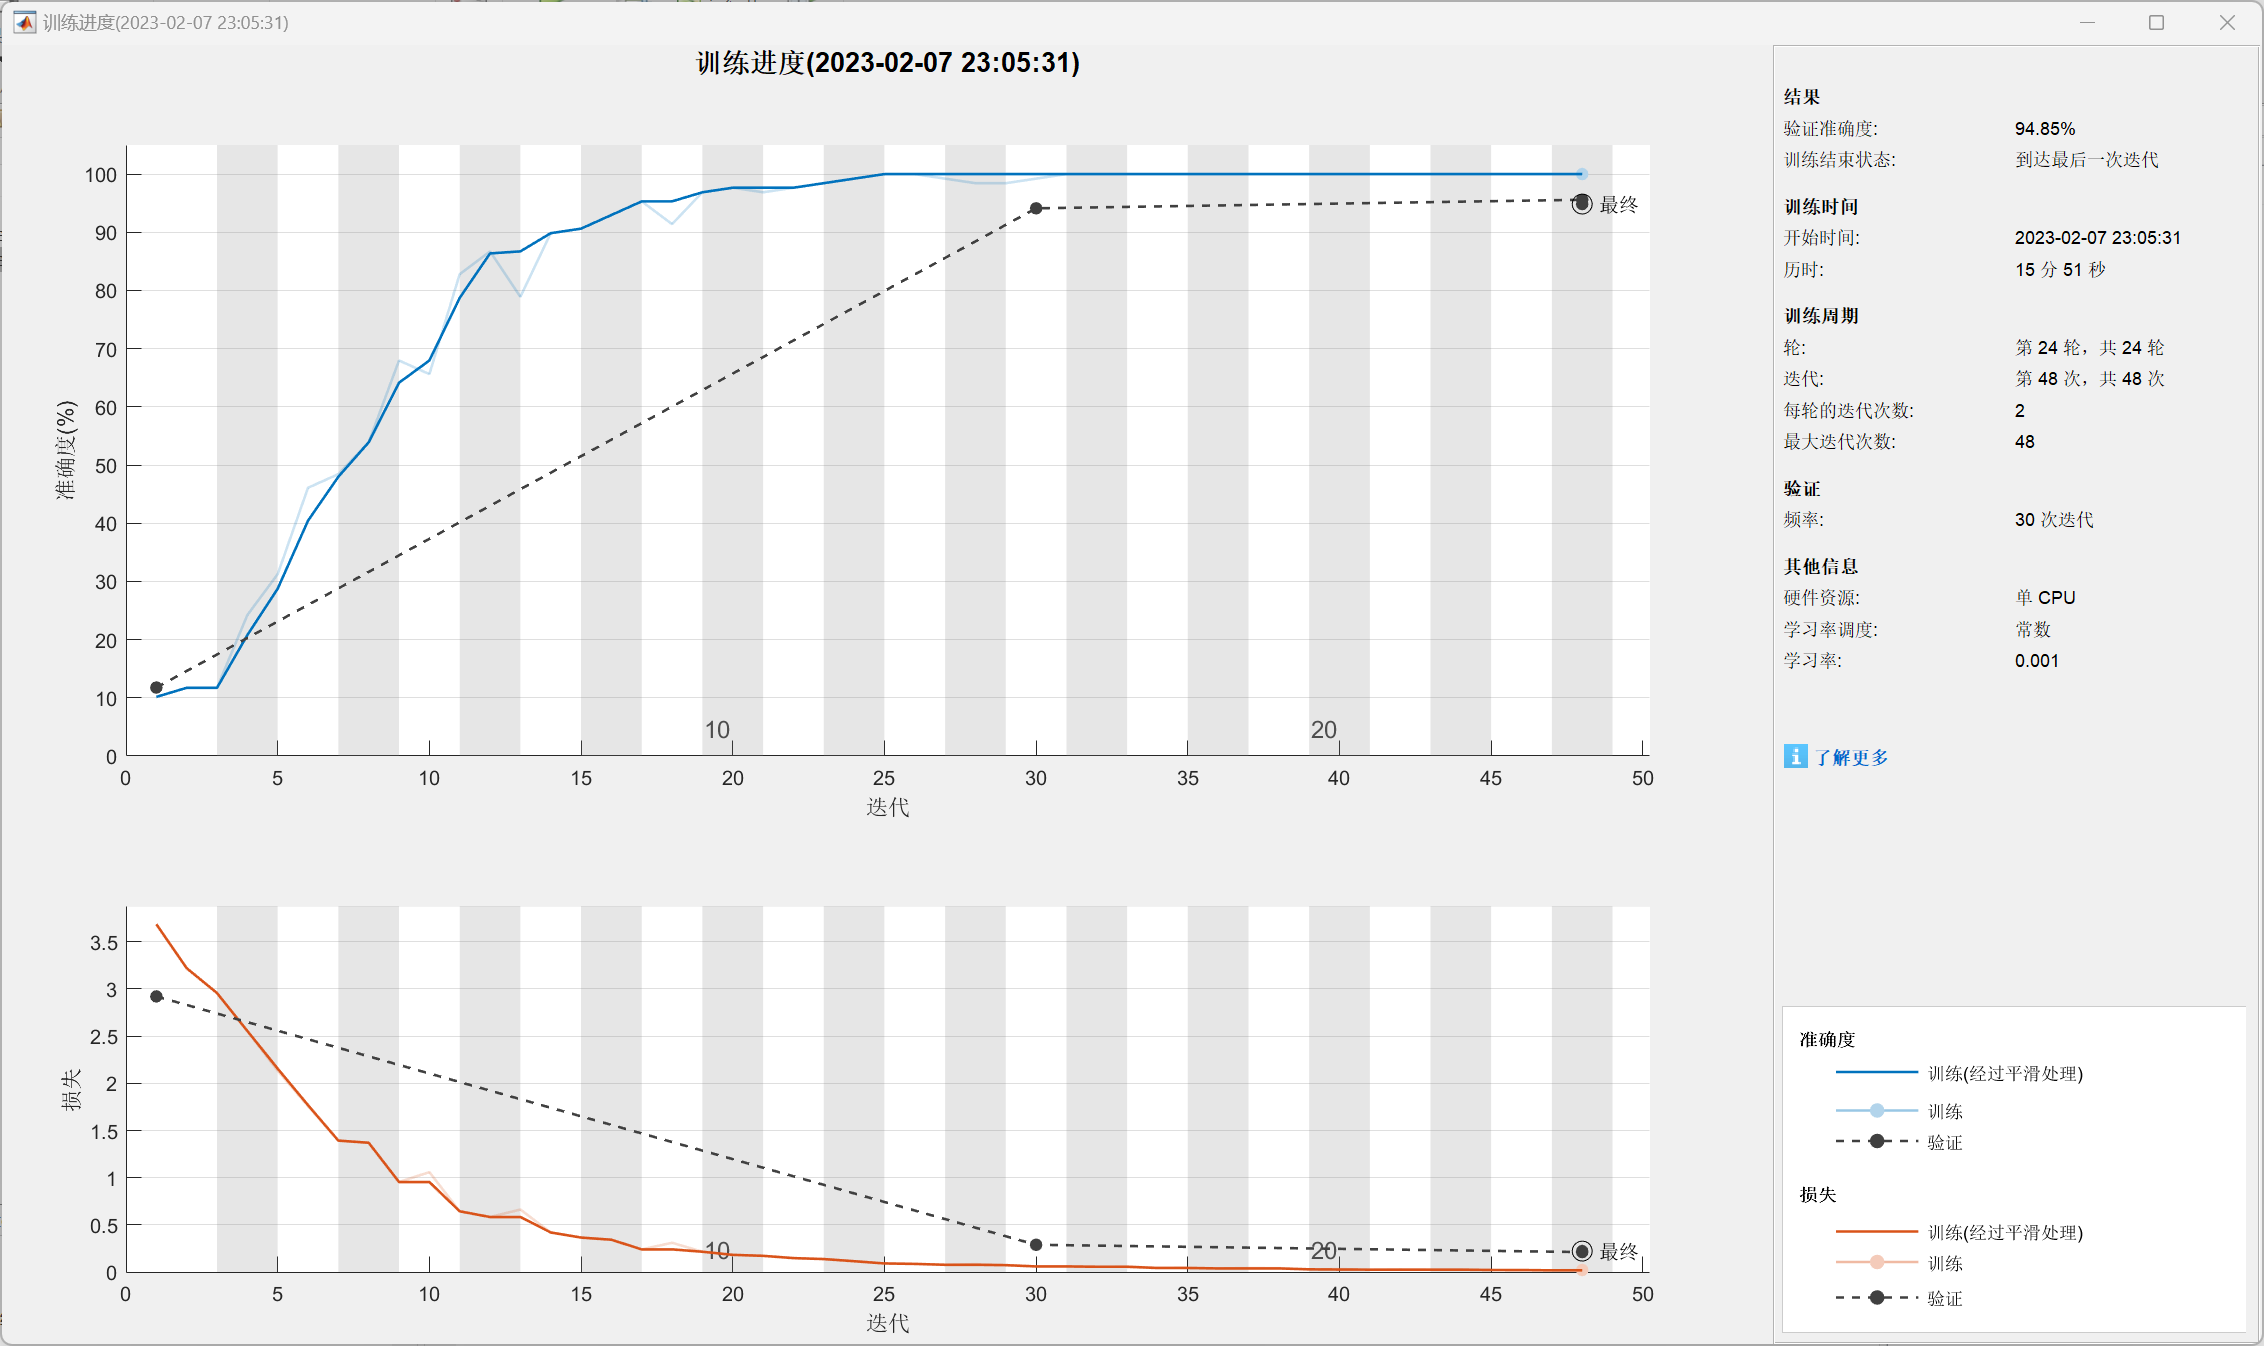 训练进度(2023-02-07 23:05:31)
训练进度(2023-02-07 23:05:31)
准确度(%)
100
90
80
70
60
50
40
30
20
10
0
10
20
最终
0 5 10 15 20 25 30 35 40 45 50
迭代
损失
3.5
3
2.5
2
1.5
1
0.5
0
10
20
最终
0 5 10 15 20 25 30 35 40 45 50
迭代
结果
验证准确度: 94.85%
训练结束状态: 到达最后一次迭代
训练时间
开始时间: 2023-02-07 23:05:31
历时: 15 分 51 秒
训练周期
轮: 第 24 轮，共 24 轮
迭代: 第 48 次，共 48 次
每轮的迭代次数: 2
最大迭代次数: 48
验证
频率: 30 次迭代
其他信息
硬件资源: 单 CPU
学习率调度: 常数
学习率: 0.001
i 了解更多
准确度
训练(经过平滑处理)
训练
验证
损失
训练(经过平滑处理)
训练
验证